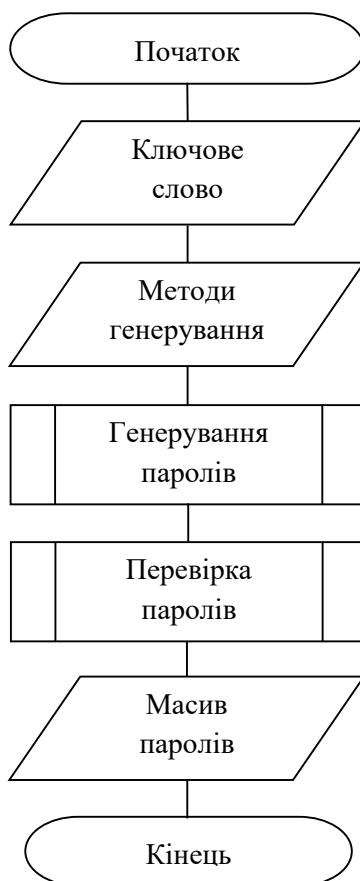 Початок
Ключове
слово
Методи
генерування
Генерування
паролів
Перевірка
паролів
Масив
паролів
Кінець